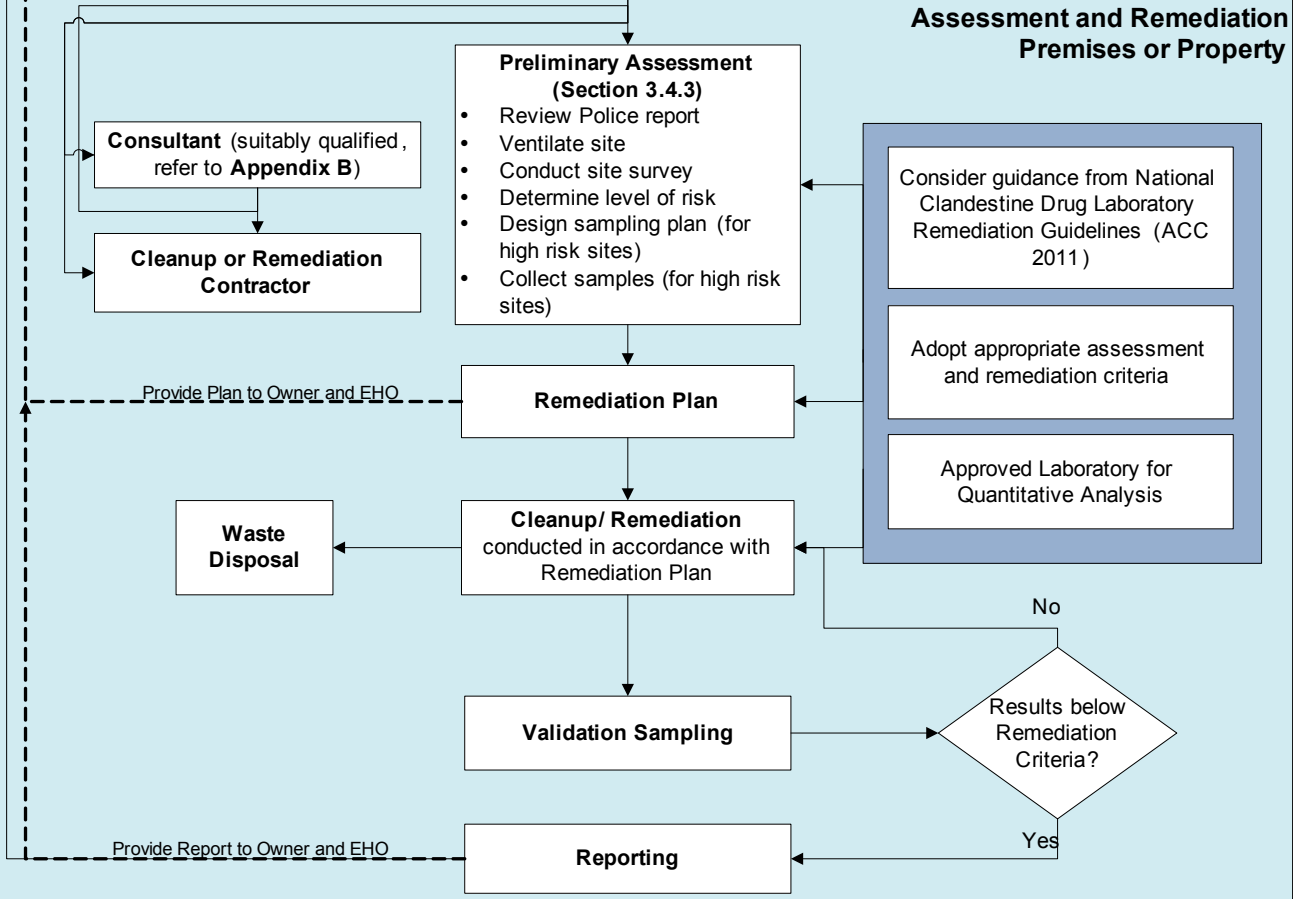 Assessment and Remediation
Premises or Property
Preliminary Assessment
(Section 3.4.3)
• Review Police report
• Ventilate site
• Conduct site survey
• Determine level of risk
• Design sampling plan (for
high risk sites)
• Collect samples (for high risk
sites)
Consultant (suitably qualified,
refer to Appendix B)
Cleanup or Remediation
Contractor
Consider guidance from National
Clandestine Drug Laboratory
Remediation Guidelines (ACC
2011)
Adopt appropriate assessment
and remediation criteria
Approved Laboratory for
Quantitative Analysis
Provide Plan to Owner and EHO
Remediation Plan
Waste
Disposal
Cleanup/ Remediation
conducted in accordance with
Remediation Plan
No
Validation Sampling
Results below
Remediation
Criteria?
Yes
Provide Report to Owner and EHO
Reporting